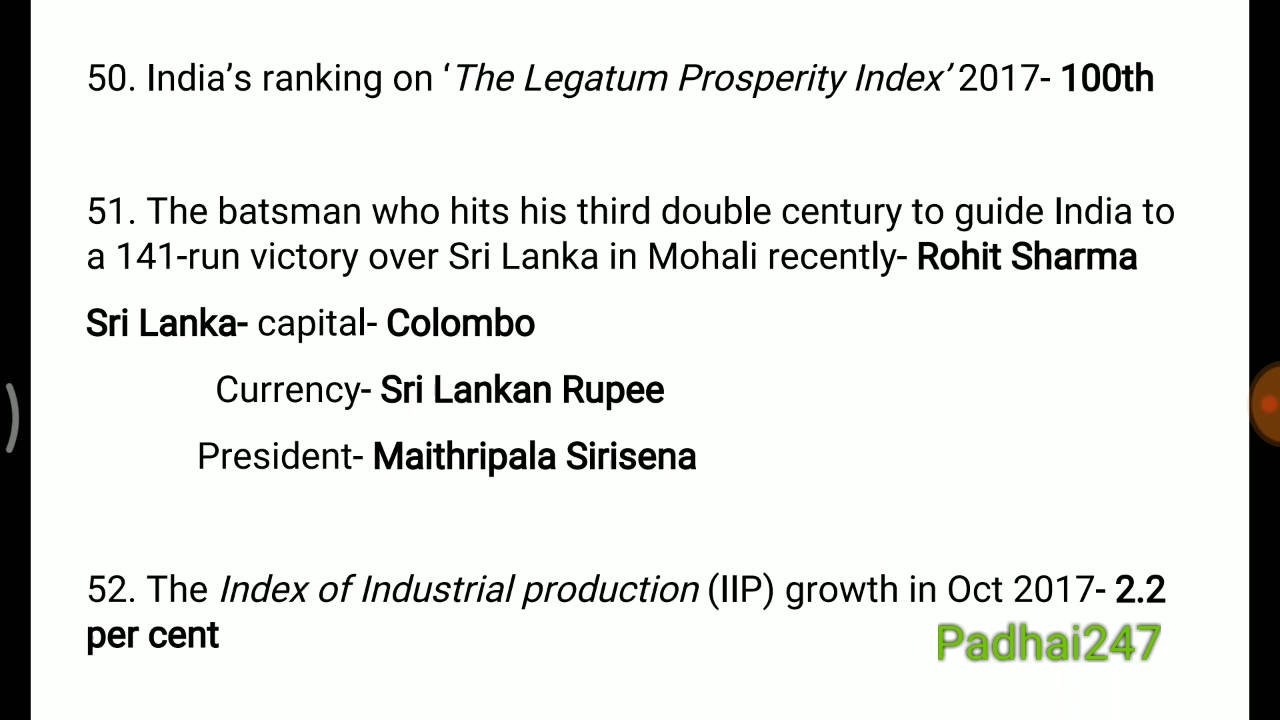 50. India’s ranking on ‘The Legatum Prosperity Index’ 2017- 100th
51. The batsman who hits his third double century to guide India to
a 141-run victory over Sri Lanka in Mohali recently- Rohit Sharma
Sri Lanka- capital- Colombo
Currency- Sri Lankan Rupee
President- Maithripala Sirisena
52. The Index of Industrial production (IIP) growth in Oct 2017- 2.2
per cent
Padhai247